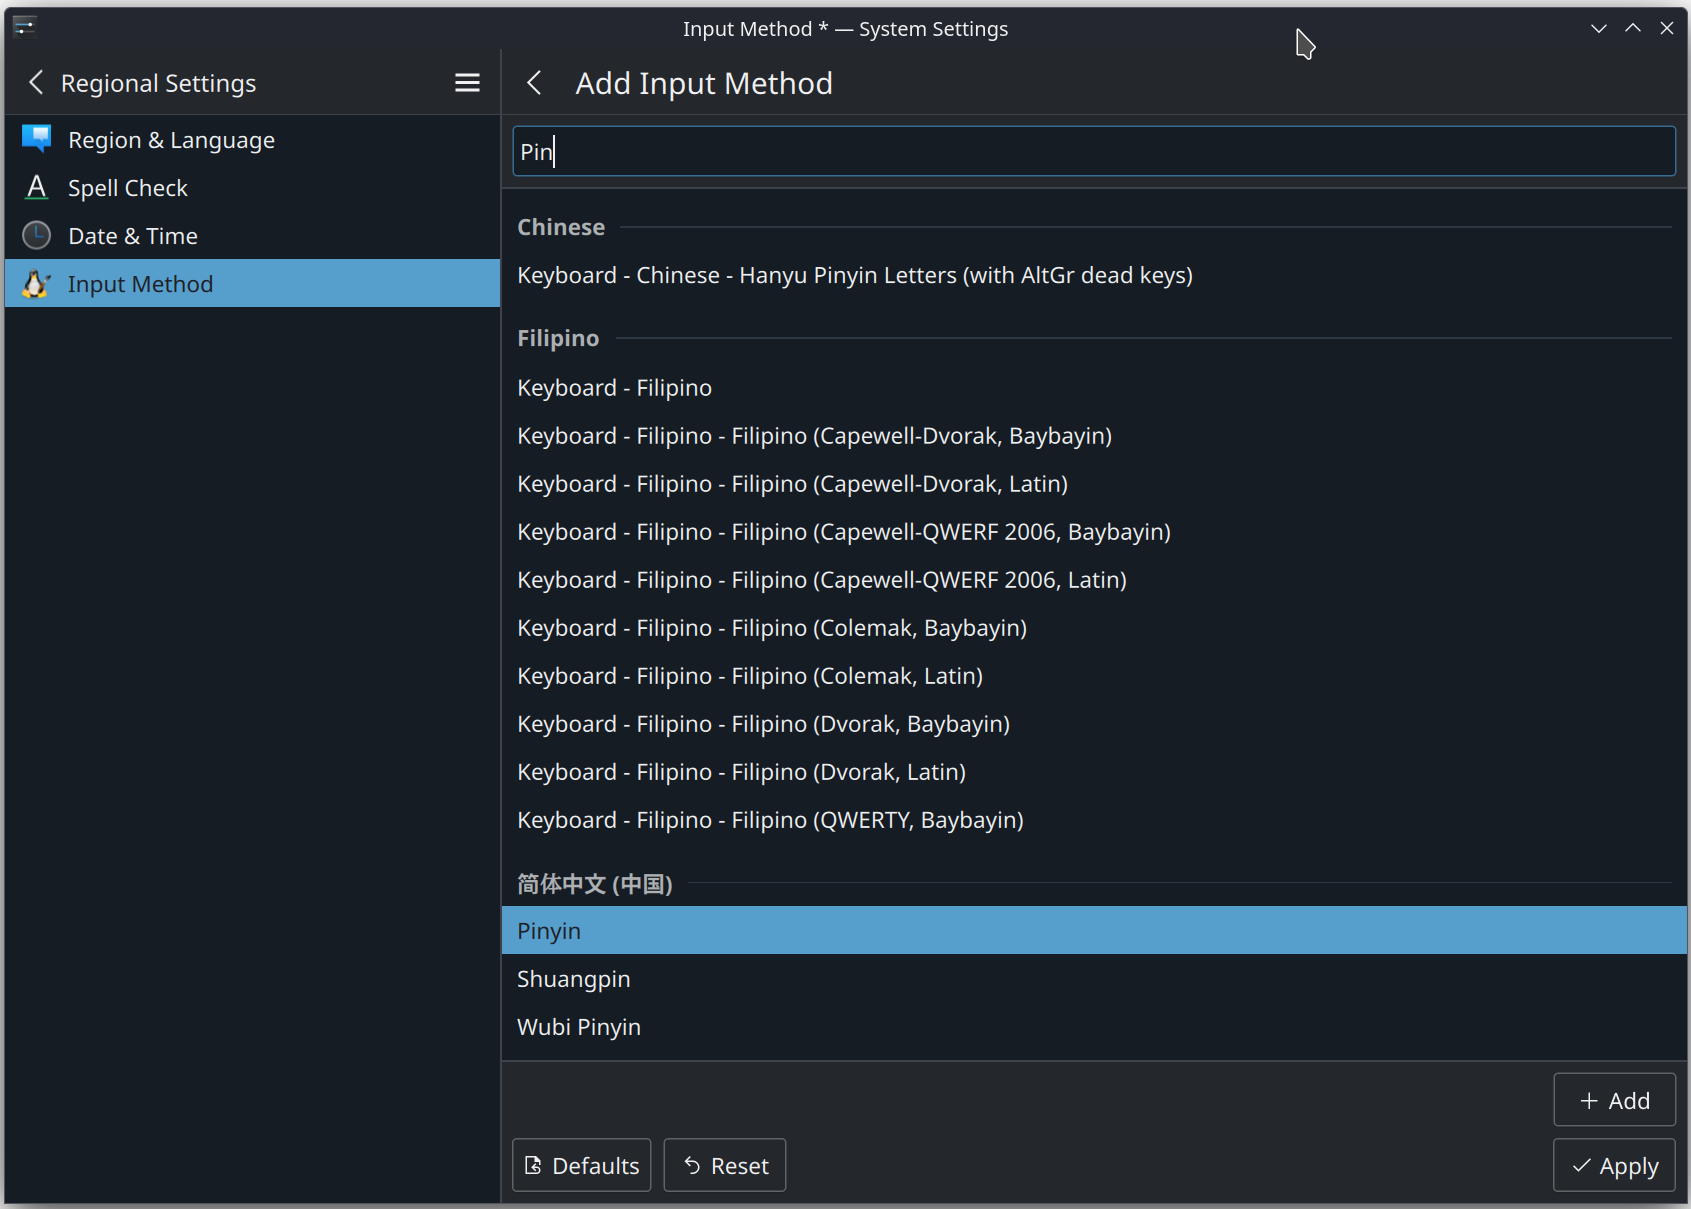 Input Method * — System Settings
Regional Settings
Region & Language
Spell Check
Date & Time
Input Method
Add Input Method
Pin
Chinese
Keyboard - Chinese - Hanyu Pinyin Letters (with AltGr dead keys)
Filipino
Keyboard - Filipino
Keyboard - Filipino - Filipino (Capewell-Dvorak, Baybayin)
Keyboard - Filipino - Filipino (Capewell-Dvorak, Latin)
Keyboard - Filipino - Filipino (Capewell-QWERF 2006, Baybayin)
Keyboard - Filipino - Filipino (Capewell-QWERF 2006, Latin)
Keyboard - Filipino - Filipino (Colemak, Baybayin)
Keyboard - Filipino - Filipino (Colemak, Latin)
Keyboard - Filipino - Filipino (Dvorak, Baybayin)
Keyboard - Filipino - Filipino (Dvorak, Latin)
Keyboard - Filipino - Filipino (QWERTY, Baybayin)
简体中文 (中国)
Pinyin
Shuangpin
Wubi Pinyin
Add
Defaults
Reset
Apply